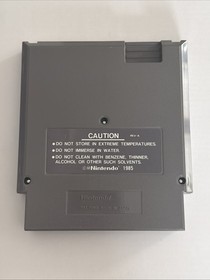 CAUTION
• DO NOT STORE IN EXTREME TEMPERATURES.
• DO NOT IMMERSE IN WATER.
• DO NOT CLEAN WITH BENZENE, THINNER,
ALCOHOL OR OTHER SUCH SOLVENTS.
©®Nintendo 1985